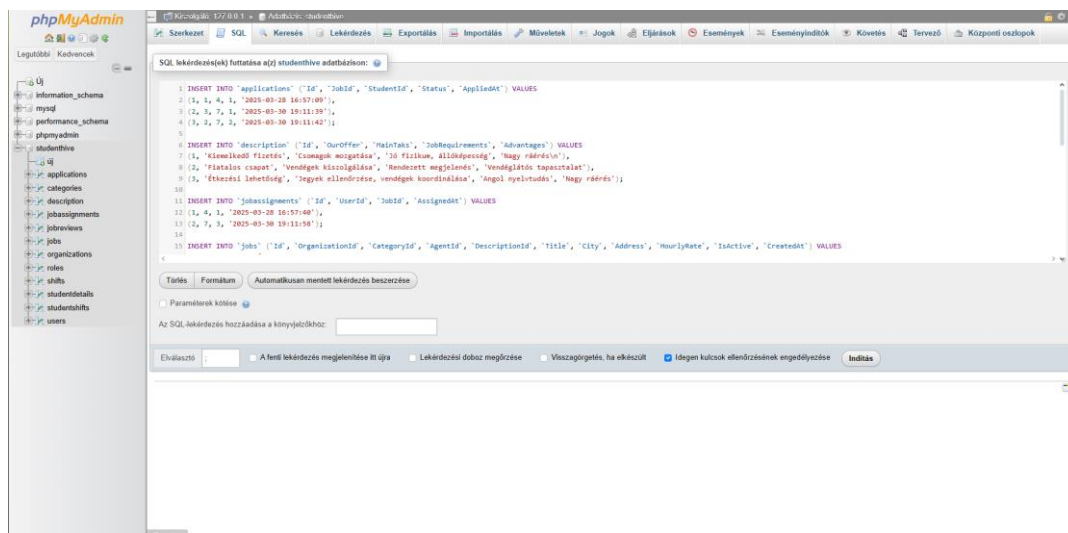 phpMyAdmin
Legutóbbi Kedvencek
Új
information_schema
mysql
performance_schema
phpmyadmin
studenthive
Új
applications
categories
description
jobassignments
jobreviews
jobs
organizations
roles
shifts
studentdetails
studentshifts
users
Kiszolgáló: 127.0.0.1 » Adatbázis: studenthive
Szerkezet SQL Keresés Lekérdezés Exportálás Importálás Műveletek Jogok Eljárások Események Eseményindítók Követés Tervező Központi oszlopok
SQL lekérdezés(ek) futtatása a(z) studenthive adatbázison:
1 INSERT INTO `applications` (`Id`, `JobId`, `StudentId`, `Status`, `AppliedAt`) VALUES
2 (1, 1, 4, 1, '2025-03-28 16:57:09'),
3 (2, 3, 7, 1, '2025-03-30 19:11:39'),
4 (3, 2, 7, 2, '2025-03-30 19:11:42');
5
6 INSERT INTO `description` (`Id`, `OurOffer`, `MainTaks`, `JobRequirements`, `Advantages`) VALUES
7 (1, 'Kiemelkedő fizetés', 'Csomagok mozgatása', 'Jó fizikum, állóképesség', 'Nagy ráérés\n'),
8 (2, 'Fiatalos csapat', 'Vendégek kiszolgálása', 'Rendezett megjelenés', 'Vendéglátós tapasztalat'),
9 (3, 'Étkezési lehetőség', 'Jegyek ellenőrzése, vendégek koordinálása', 'Angol nyelvtudás', 'Nagy ráérés');
10
11 INSERT INTO `jobassignments` (`Id`, `UserId`, `JobId`, `AssignedAt`) VALUES
12 (1, 4, 1, '2025-03-28 16:57:40'),
13 (2, 7, 3, '2025-03-30 19:11:58');
14
15 INSERT INTO `jobs` (`Id`, `OrganizationId`, `CategoryId`, `AgentId`, `DescriptionId`, `Title`, `City`, `Address`, `HourlyRate`, `IsActive`, `CreatedAt`) VALUES
Törlés Formátum Automatikusan mentett lekérdezés beszerzése
Paraméterek kötése
Az SQL-lekérdezés hozzáadása a könyvjelzőkhöz:
Elválasztó ; A fenti lekérdezés megjelenítése itt újra Lekérdezési doboz megőrzése Visszagörgetés, ha elkészült Idegen kulcsok ellenőrzésének engedélyezése Indítás